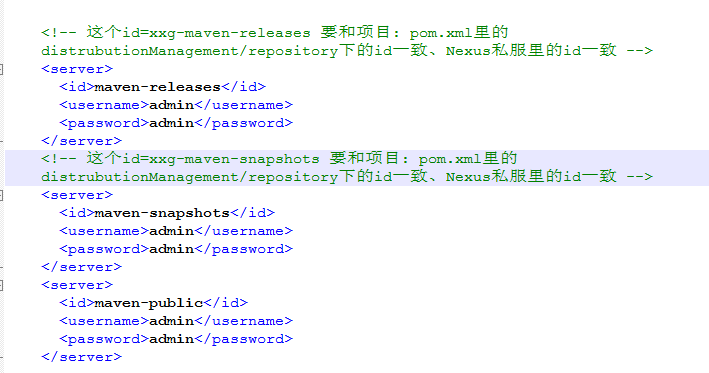 <!-- 这个id=xxg-maven-releases 要和项目：pom.xml里的
distrubutionManagement/repository下的id一致、Nexus私服里的id一致 -->
<server>
<id>maven-releases</id>
<username>admin</username>
<password>admin</password>
</server>
<!-- 这个id=xxg-maven-snapshots 要和项目：pom.xml里的
distrubutionManagement/repository下的id一致、Nexus私服里的id一致 -->
<server>
<id>maven-snapshots</id>
<username>admin</username>
<password>admin</password>
</server>
<server>
<id>maven-public</id>
<username>admin</username>
<password>admin</password>
</server>